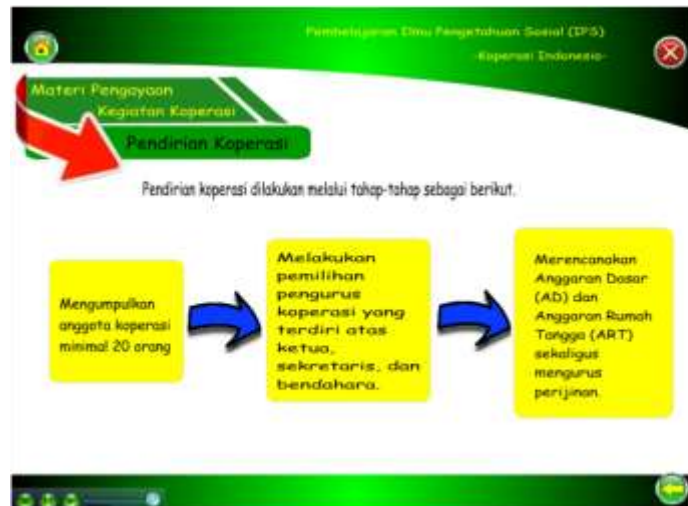 Pembelajaran Ilmu Pengetahuan Sosial (IPS)
-Koperasi Indonesia-
Materi Pengayaan
Kegiatan Koperasi
Pendirian Koperasi
Pendirian koperasi dilakukan melalui tahap-tahap sebagai berikut.
Mengumpulkan
anggota koperasi
minimal 20 orang
Melakukan
pemilihan
pengurus
koperasi yang
terdiri atas
ketua,
sekretaris, dan
bendahara.
Merencanakan
Anggaran Dasar
(AD) dan
Anggaran Rumah
Tangga (ART)
sekaligus
mengurus
perijinan.